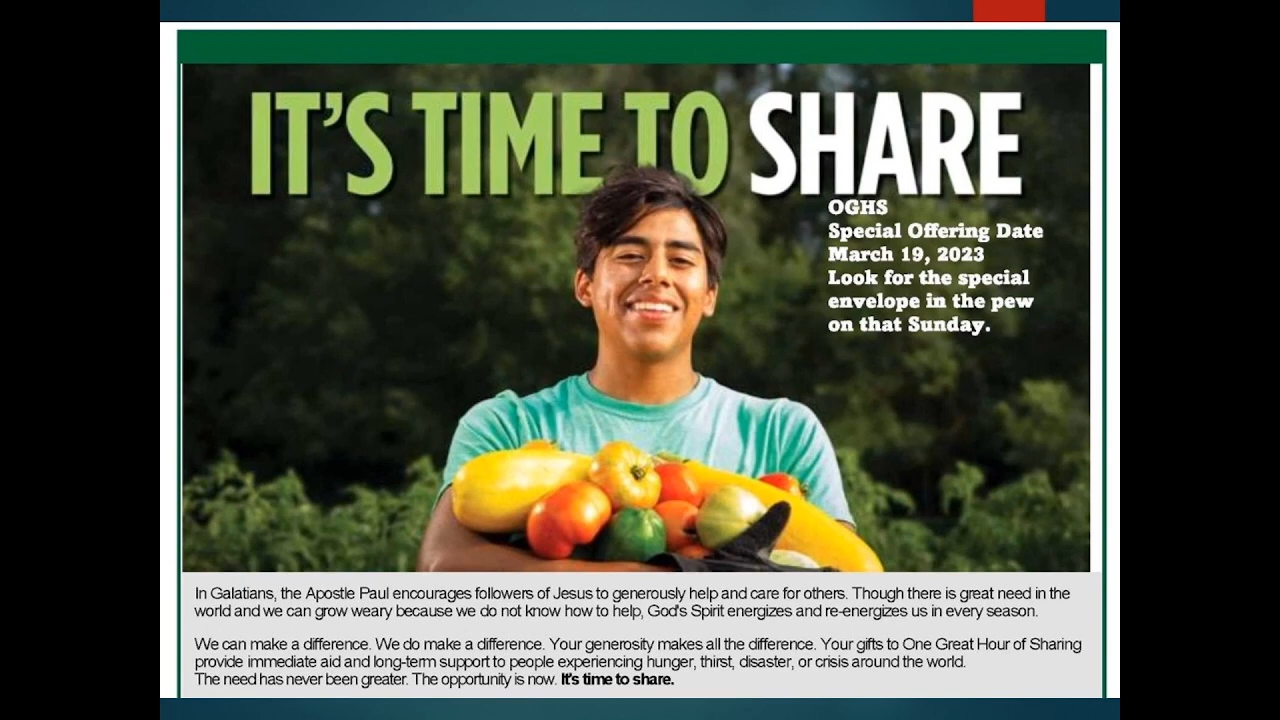 IT'S TIME TO SHARE
OGHS
Special Offering Date
March 19, 2023
Look for the special
envelope in the pew
on that Sunday.
In Galatians, the Apostle Paul encourages followers of Jesus to generously help and care for others. Though there is great need in the
world and we can grow weary because we do not know how to help, God's Spirit energizes and re-energizes us in every season.
We can make a difference. We do make a difference. Your generosity makes all the difference. Your gifts to One Great Hour of Sharing
provide immediate aid and long-term support to people experiencing hunger, thirst, disaster, or crisis around the world.
The need has never been greater. The opportunity is now. It's time to share.